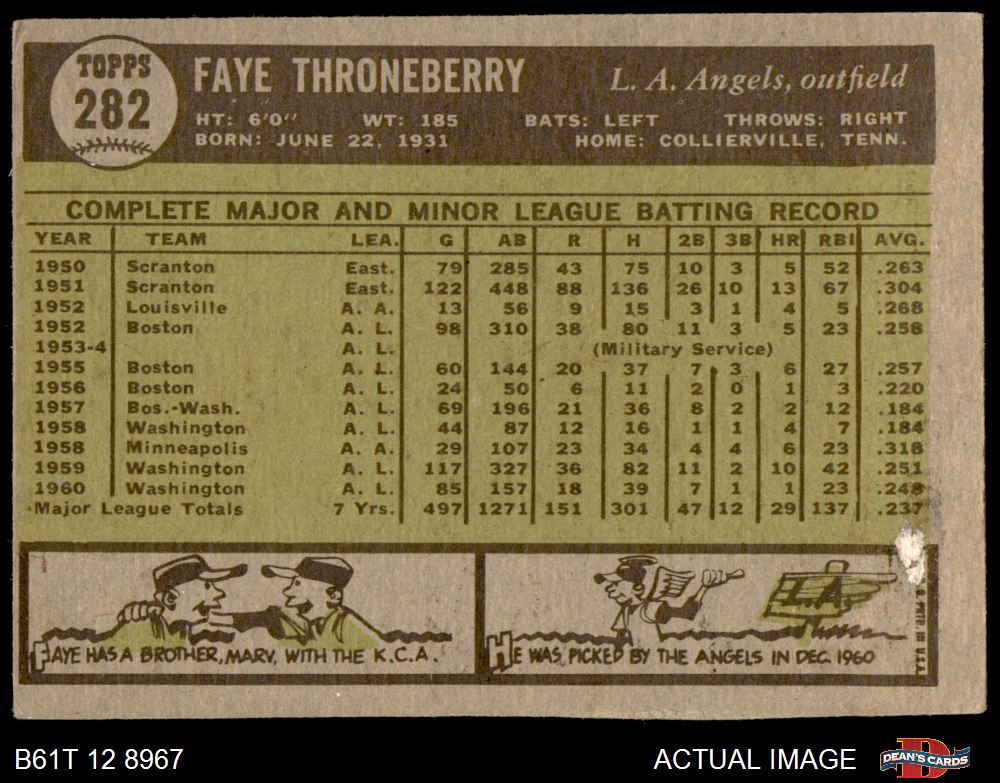 TOPPS
282
FAYE THRONEBERRY
L. A. Angels, outfield
HT: 6'0" WT: 185 BATS: LEFT THROWS: RIGHT
BORN: JUNE 22, 1931 HOME: COLLIERVILLE, TENN.
COMPLETE MAJOR AND MINOR LEAGUE BATTING RECORD
YEAR TEAM LEA. G AB R H 2B 3B HR RBI AVG.
1950 Scranton East. 79 285 43 75 10 3 5 52 .263
1951 Scranton East. 122 448 88 136 26 10 13 67 .304
1952 Louisville A. A. 13 56 9 15 3 1 4 5 .268
1952 Boston A. L. 98 310 38 80 11 3 5 23 .258
1953-4 A. L. (Military Service)
1955 Boston A. L. 60 144 20 37 7 3 6 27 .257
1956 Boston A. L. 24 50 6 11 2 0 1 3 .220
1957 Bos.-Wash. A. L. 69 196 21 36 8 2 2 12 .184
1958 Washington A. L. 44 87 12 16 1 1 4 7 .184
1958 Minneapolis A. A. 29 107 23 34 4 4 6 23 .318
1959 Washington A. L. 117 327 36 82 11 2 10 42 .251
1960 Washington A. L. 85 157 18 39 7 1 1 23 .248
Major League Totals 7 Yrs. 497 1271 151 301 47 12 29 137 .237
LA
FAYE HAS A BROTHER, MARV, WITH THE K.C.A.
HE WAS PICKED BY THE ANGELS IN DEC. 1960
IN U.S.A.
B61T 12 8967
ACTUAL IMAGE
D
DEAN'S CARDS